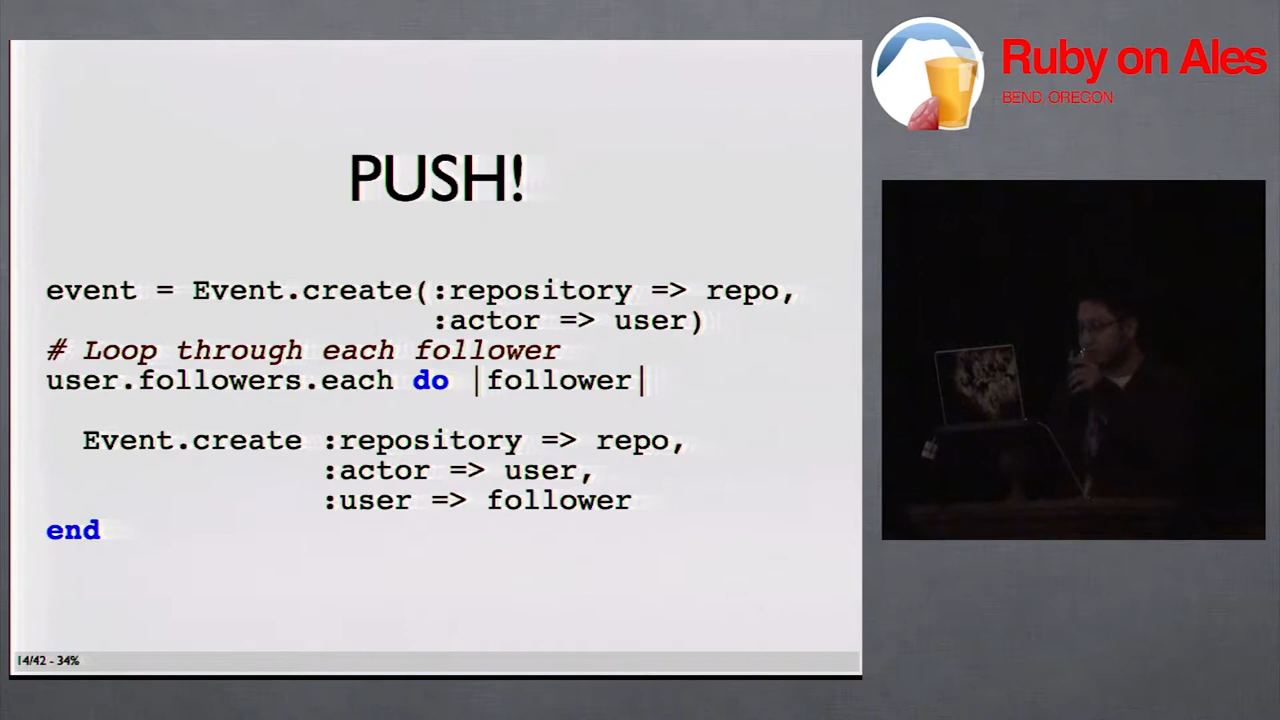 PUSH!
event = Event.create(:repository => repo,
:actor => user)
# Loop through each follower
user.followers.each do |follower|
Event.create :repository => repo,
:actor => user,
:user => follower
end
14/42 - 34%
Ruby on Ales
BEND, OREGON